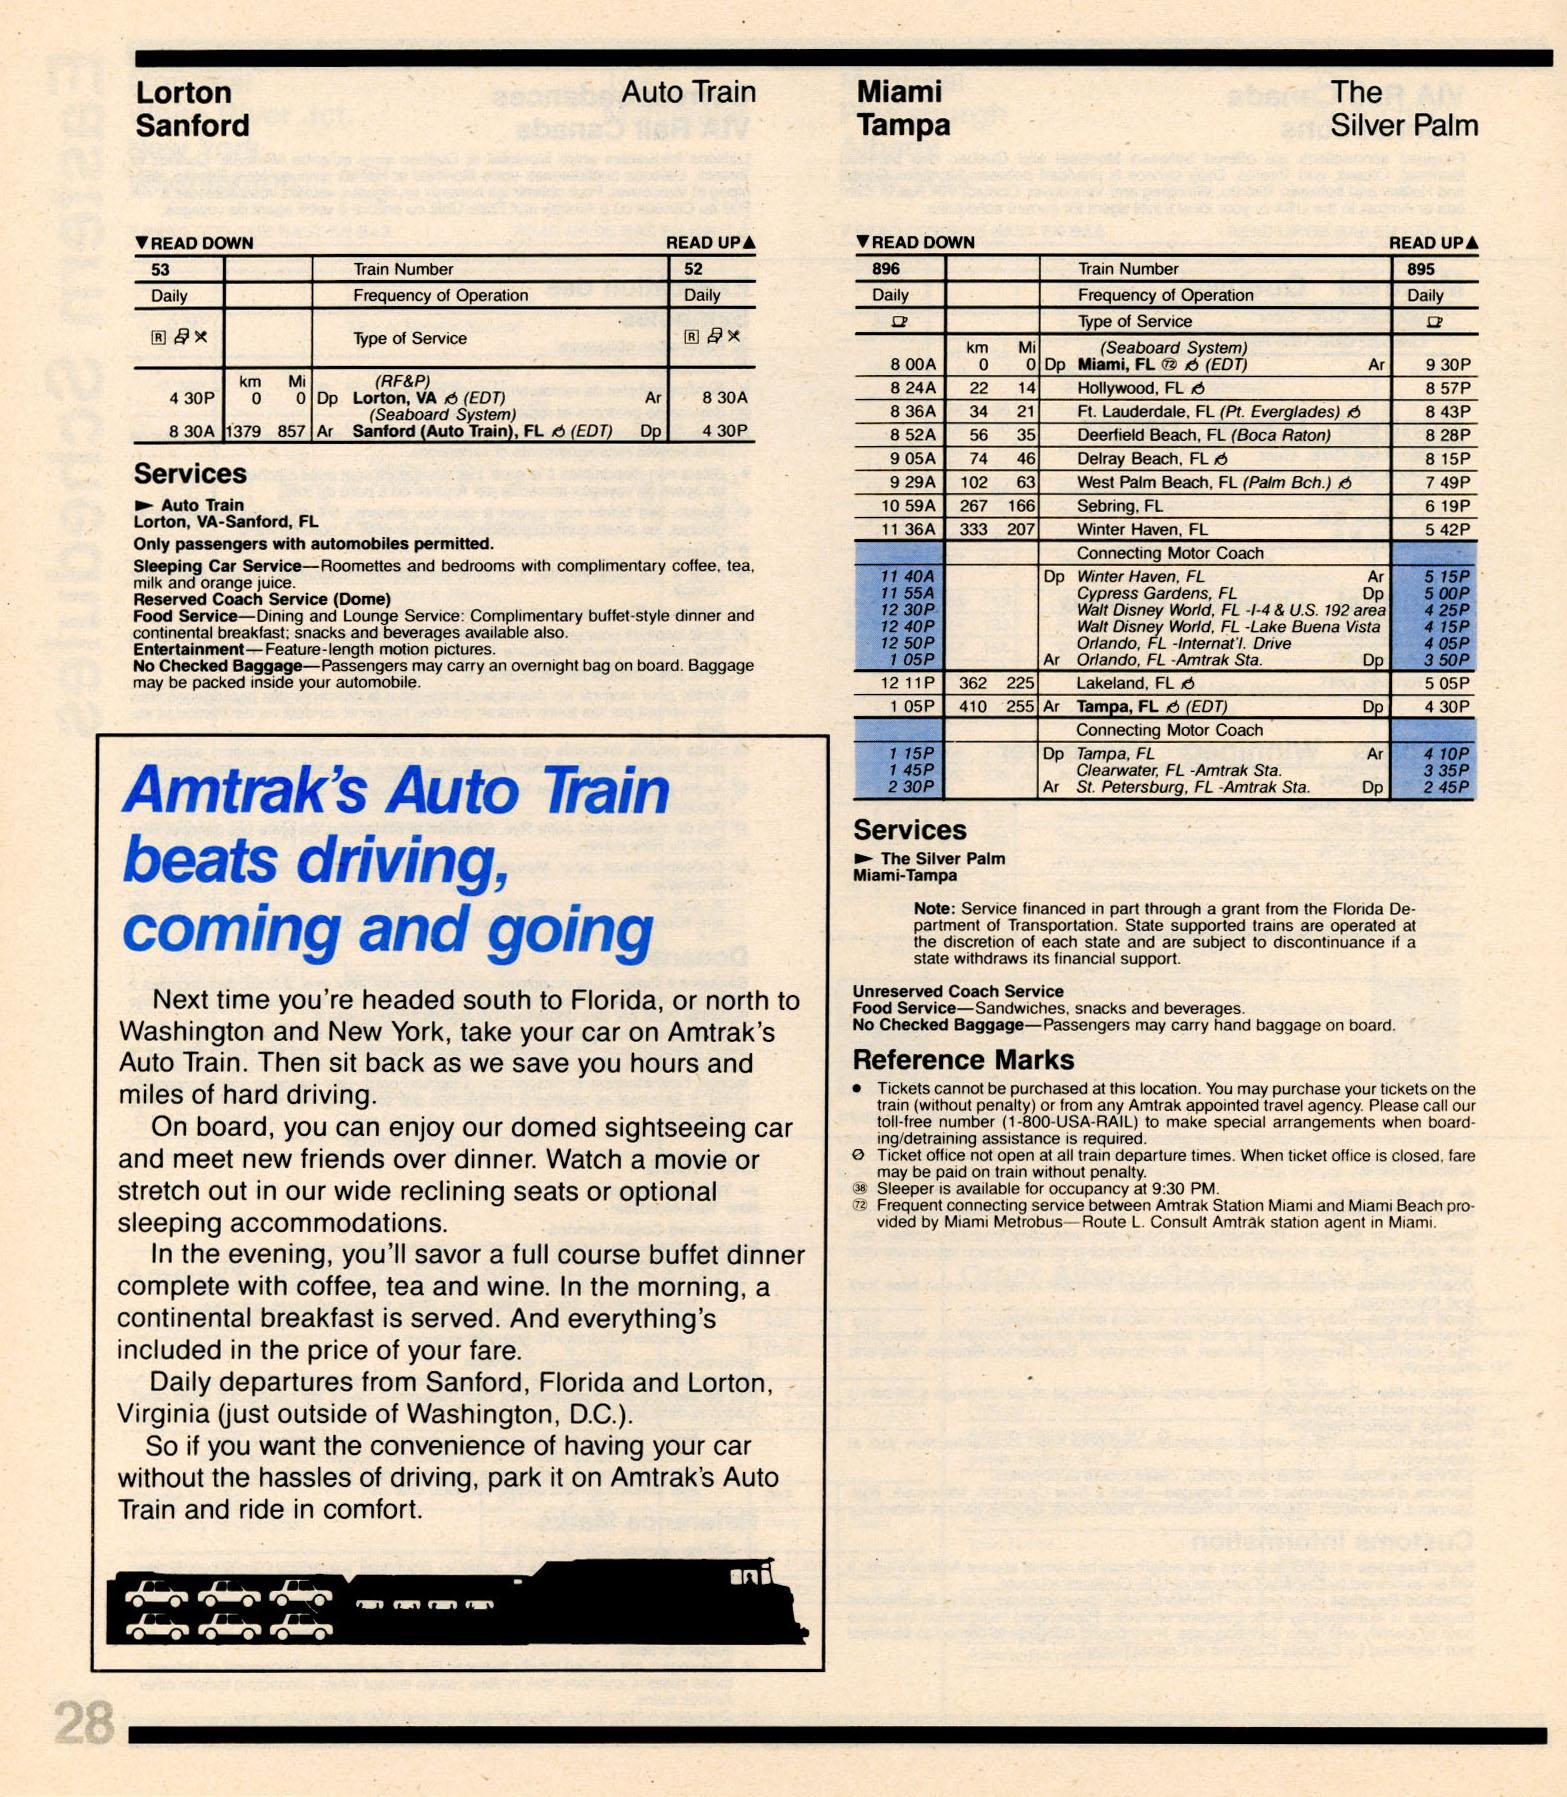 Lorton
Sanford
Auto Train
▼READ DOWN READ UP▲
53 Train Number 52
Daily Frequency of Operation Daily
R Type of Service R
km Mi (RF&P)
4 30P 0 0 Dp Lorton, VA (EDT) Ar 8 30A
(Seaboard System)
8 30A 1379 857 Ar Sanford (Auto Train), FL (EDT) Dp 4 30P
Services
► Auto Train
Lorton, VA-Sanford, FL
Only passengers with automobiles permitted.
Sleeping Car Service—Roomettes and bedrooms with complimentary coffee, tea,
milk and orange juice.
Reserved Coach Service (Dome)
Food Service—Dining and Lounge Service: Complimentary buffet-style dinner and
continental breakfast; snacks and beverages available also.
Entertainment—Feature-length motion pictures.
No Checked Baggage—Passengers may carry an overnight bag on board. Baggage
may be packed inside your automobile.
Amtrak's Auto Train
beats driving,
coming and going
Next time you're headed south to Florida, or north to
Washington and New York, take your car on Amtrak's
Auto Train. Then sit back as we save you hours and
miles of hard driving.
On board, you can enjoy our domed sightseeing car
and meet new friends over dinner. Watch a movie or
stretch out in our wide reclining seats or optional
sleeping accommodations.
In the evening, you'll savor a full course buffet dinner
complete with coffee, tea and wine. In the morning, a
continental breakfast is served. And everything's
included in the price of your fare.
Daily departures from Sanford, Florida and Lorton,
Virginia (just outside of Washington, D.C.).
So if you want the convenience of having your car
without the hassles of driving, park it on Amtrak's Auto
Train and ride in comfort.
Miami
Tampa
The
Silver Palm
▼READ DOWN READ UP▲
896 Train Number 895
Daily Frequency of Operation Daily
Type of Service
km Mi (Seaboard System)
8 00A 0 0 Dp Miami, FL 72 (EDT) Ar 9 30P
8 24A 22 14 Hollywood, FL 8 57P
8 36A 34 21 Ft. Lauderdale, FL (Pt. Everglades) 8 43P
8 52A 56 35 Deerfield Beach, FL (Boca Raton) 8 28P
9 05A 74 46 Delray Beach, FL 8 15P
9 29A 102 63 West Palm Beach, FL (Palm Bch.) 7 49P
10 59A 267 166 Sebring, FL 6 19P
11 36A 333 207 Winter Haven, FL 5 42P
Connecting Motor Coach
11 40A Dp Winter Haven, FL Ar 5 15P
11 55A Cypress Gardens, FL Dp 5 00P
12 30P Walt Disney World, FL -I-4 & U.S. 192 area 4 25P
12 40P Walt Disney World, FL -Lake Buena Vista 4 15P
12 50P Orlando, FL -Internat'l. Drive 4 05P
1 05P Ar Orlando, FL -Amtrak Sta. Dp 3 50P
12 11P 362 225 Lakeland, FL 5 05P
1 05P 410 255 Ar Tampa, FL (EDT) Dp 4 30P
Connecting Motor Coach
1 15P Dp Tampa, FL Ar 4 10P
1 45P Clearwater, FL -Amtrak Sta. 3 35P
2 30P Ar St. Petersburg, FL -Amtrak Sta. Dp 2 45P
Services
► The Silver Palm
Miami-Tampa
Note: Service financed in part through a grant from the Florida De-
partment of Transportation. State supported trains are operated at
the discretion of each state and are subject to discontinuance if a
state withdraws its financial support.
Unreserved Coach Service
Food Service—Sandwiches, snacks and beverages.
No Checked Baggage—Passengers may carry hand baggage on board.
Reference Marks
● Tickets cannot be purchased at this location. You may purchase your tickets on the
train (without penalty) or from any Amtrak appointed travel agency. Please call our
toll-free number (1-800-USA-RAIL) to make special arrangements when board-
ing/detraining assistance is required.
Ticket office not open at all train departure times. When ticket office is closed, fare
may be paid on train without penalty.
38 Sleeper is available for occupancy at 9:30 PM.
72 Frequent connecting service between Amtrak Station Miami and Miami Beach pro-
vided by Miami Metrobus—Route L. Consult Amtrak station agent in Miami.
28